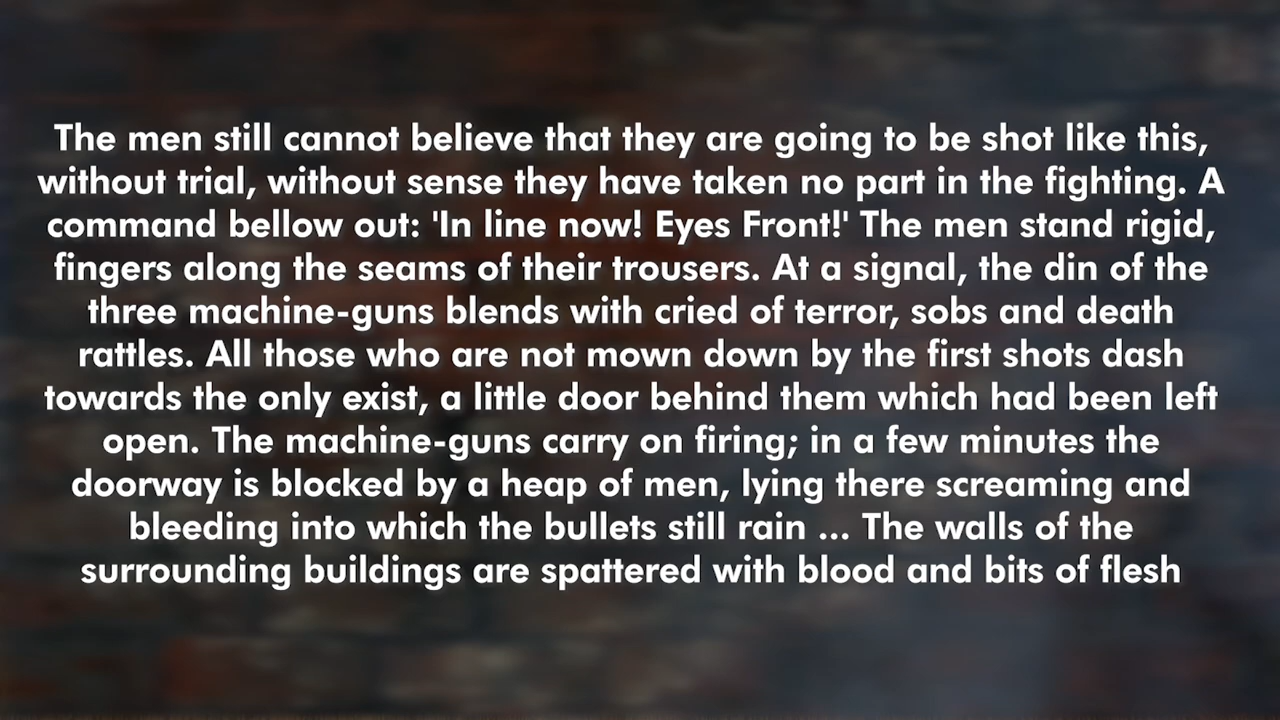 The men still cannot believe that they are going to be shot like this,
without trial, without sense they have taken no part in the fighting. A
command bellow out: 'In line now! Eyes Front!' The men stand rigid,
fingers along the seams of their trousers. At a signal, the din of the
three machine-guns blends with cried of terror, sobs and death
rattles. All those who are not mown down by the first shots dash
towards the only exist, a little door behind them which had been left
open. The machine-guns carry on firing; in a few minutes the
doorway is blocked by a heap of men, lying there screaming and
bleeding into which the bullets still rain ... The walls of the
surrounding buildings are spattered with blood and bits of flesh